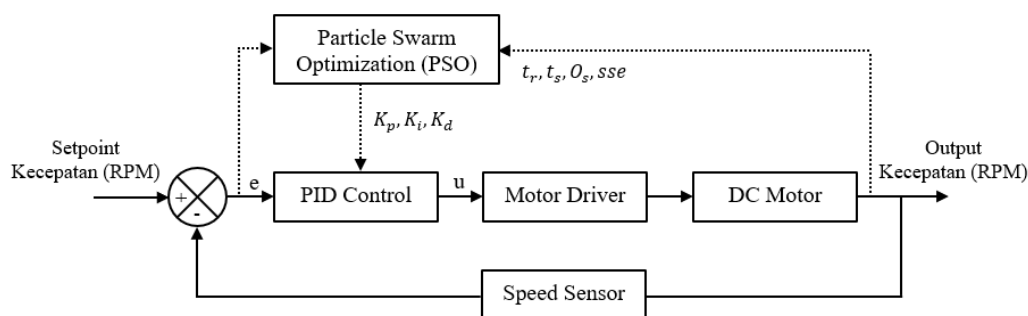 Particle Swarm
Optimization (PSO)
t_r, t_s, O_s, sse
K_p, K_i, K_d
Setpoint
Kecepatan (RPM)
Output
Kecepatan (RPM)
+
-
e
PID Control
u
Motor Driver
DC Motor
Speed Sensor